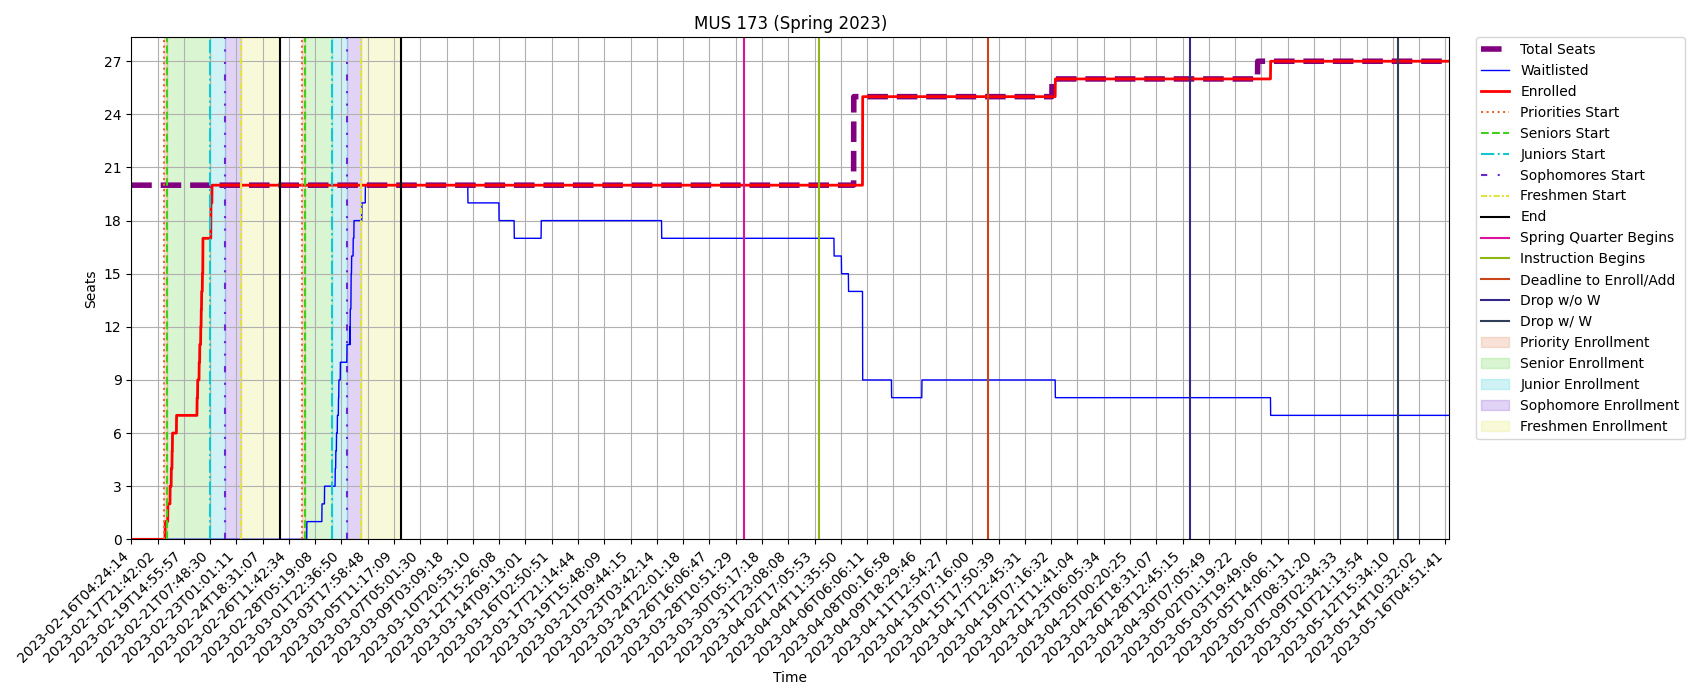 MUS 173 (Spring 2023)
Seats
27
24
21
18
15
12
9
6
3
0
2023-02-16T04:24:14
2023-02-17T21:42:02
2023-02-19T14:55:57
2023-02-21T07:48:30
2023-02-23T01:01:11
2023-02-24T18:31:07
2023-02-26T11:42:34
2023-02-28T05:19:08
2023-03-01T22:36:50
2023-03-03T17:58:48
2023-03-05T11:17:09
2023-03-07T05:01:30
2023-03-09T03:09:18
2023-03-10T20:53:10
2023-03-12T15:26:08
2023-03-14T09:13:01
2023-03-16T02:50:51
2023-03-17T21:14:44
2023-03-19T15:48:09
2023-03-21T09:44:15
2023-03-23T03:42:14
2023-03-24T22:01:18
2023-03-26T16:06:47
2023-03-28T10:51:29
2023-03-30T05:17:18
2023-03-31T23:08:08
2023-04-02T17:05:53
2023-04-04T11:35:50
2023-04-06T06:06:11
2023-04-08T00:16:58
2023-04-09T18:29:46
2023-04-11T12:54:27
2023-04-13T07:16:00
2023-04-15T17:50:39
2023-04-17T12:45:31
2023-04-19T07:16:32
2023-04-21T11:41:04
2023-04-23T06:05:34
2023-04-25T00:20:25
2023-04-26T18:31:07
2023-04-28T12:45:15
2023-04-30T07:05:49
2023-05-02T01:19:22
2023-05-03T19:49:06
2023-05-05T14:06:11
2023-05-07T08:31:20
2023-05-10T02:34:33
2023-05-10T21:13:54
2023-05-12T15:34:10
2023-05-14T10:32:02
2023-05-16T04:51:41
Time
Total Seats
Waitlisted
Enrolled
Priorities Start
Seniors Start
Juniors Start
Sophomores Start
Freshmen Start
End
Spring Quarter Begins
Instruction Begins
Deadline to Enroll/Add
Drop w/o W
Drop w/ W
Priority Enrollment
Senior Enrollment
Junior Enrollment
Sophomore Enrollment
Freshmen Enrollment